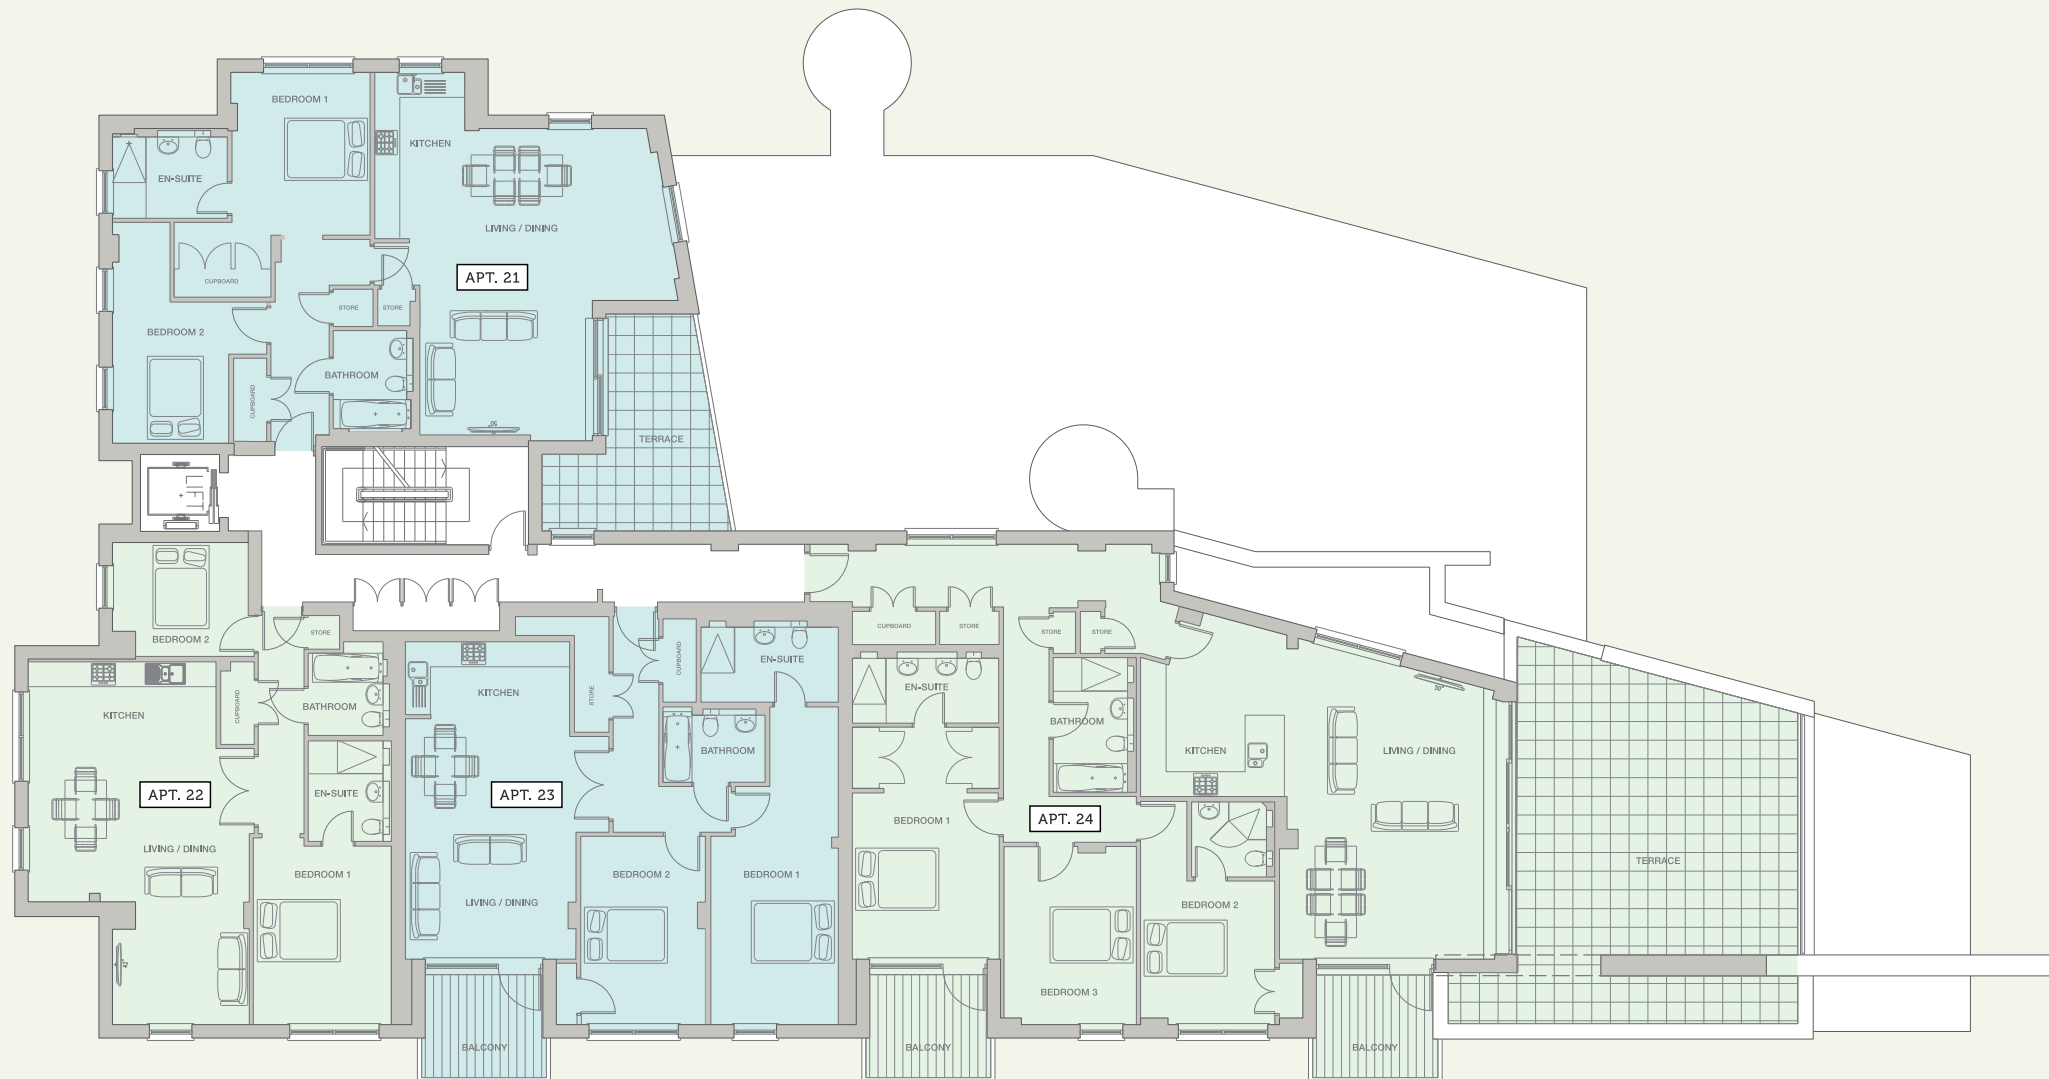 BEDROOM 1
KITCHEN
EN-SUITE
LIVING / DINING
APT. 21
CUPBOARD
STORE
STORE
BEDROOM 2
BATHROOM
CUPBOARD
50"
TERRACE
LIFT
BEDROOM 2
STORE
CUPBOARD
BATHROOM
KITCHEN
EN-SUITE
APT. 22
LIVING / DINING
BEDROOM 1
42"
KITCHEN
STORE
CUPBOARD
EN-SUITE
BATHROOM
APT. 23
LIVING / DINING
BEDROOM 2
BEDROOM 1
BALCONY
CUPBOARD
STORE
STORE
STORE
EN-SUITE
BATHROOM
50"
KITCHEN
LIVING / DINING
BEDROOM 1
APT. 24
TERRACE
BEDROOM 2
BEDROOM 3
BALCONY
BALCONY